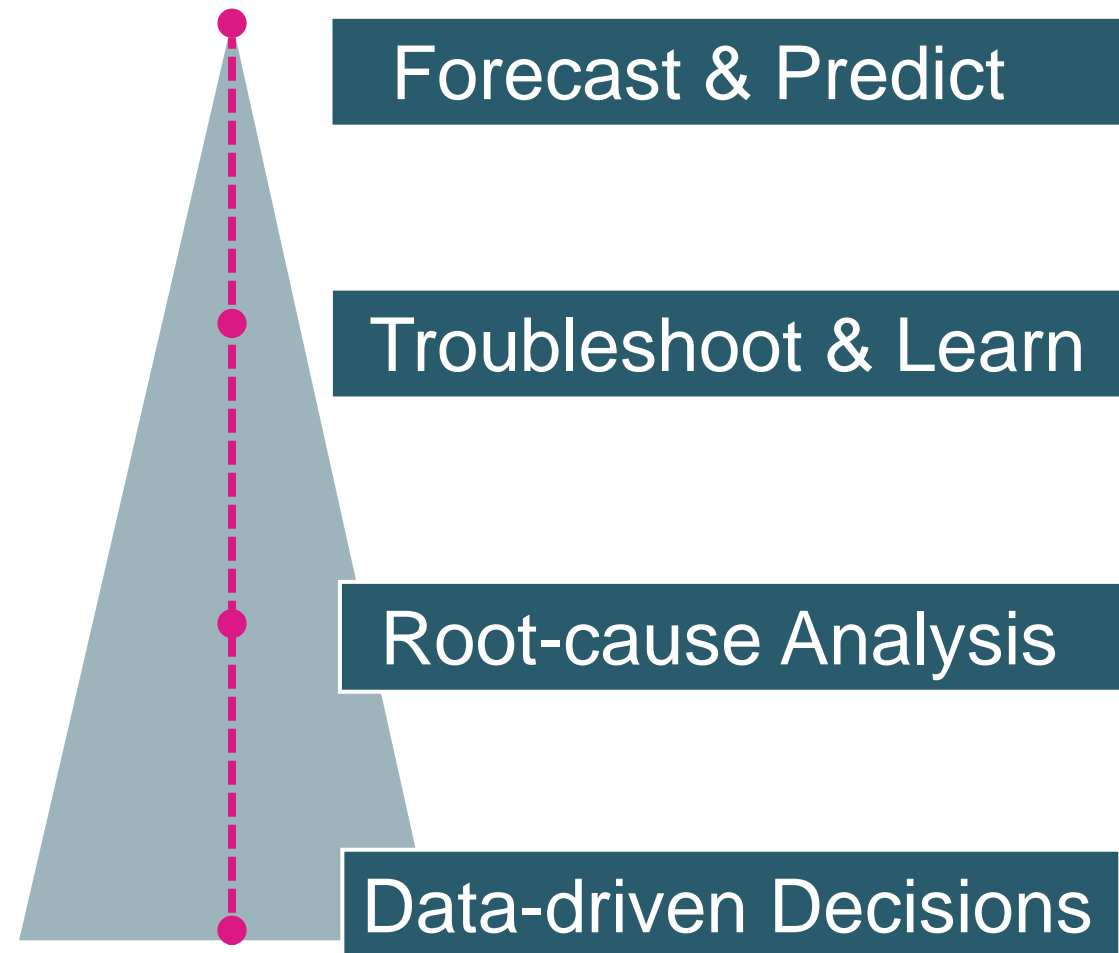 Forecast & Predict
Troubleshoot & Learn
Root-cause Analysis
Data-driven Decisions